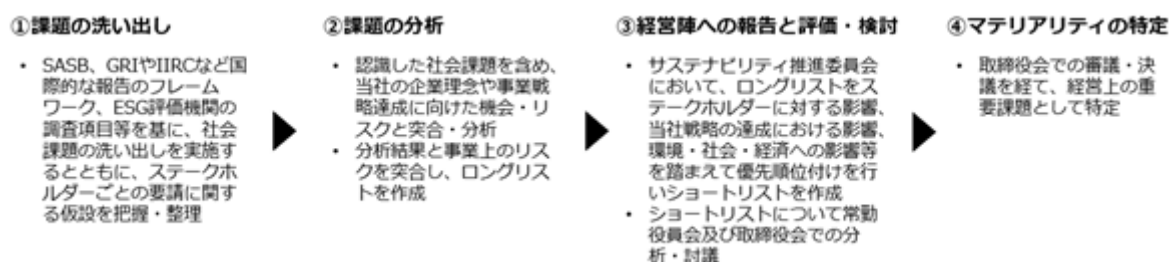 ①課題の洗い出し
・ SASB、GRIやIIRCなど国
際的な報告のフレーム
ワーク、ESG評価機関の
調査項目等を基に、社会
課題の洗い出しを実施す
るとともに、ステークホ
ルダーごとの要請に関す
る仮設を把握・整理
②課題の分析
・ 認識した社会課題を含め、
当社の企業理念や事業戦
略達成に向けた機会・リ
スクと突合・分析
・ 分析結果と事業上のリス
クを突合し、ロングリス
トを作成
③経営陣への報告と評価・検討
・ サステナビリティ推進委員会
において、ロングリストをス
テークホルダーに対する影響、
当社戦略の達成における影響、
環境・社会・経済への影響等
を踏まえて優先順位付けを行
いショートリストを作成
・ ショートリストについて常勤
役員会及び取締役会での分
析・討議
④マテリアリティの特定
・ 取締役会での審議・決
議を経て、経営上の重
要課題として特定